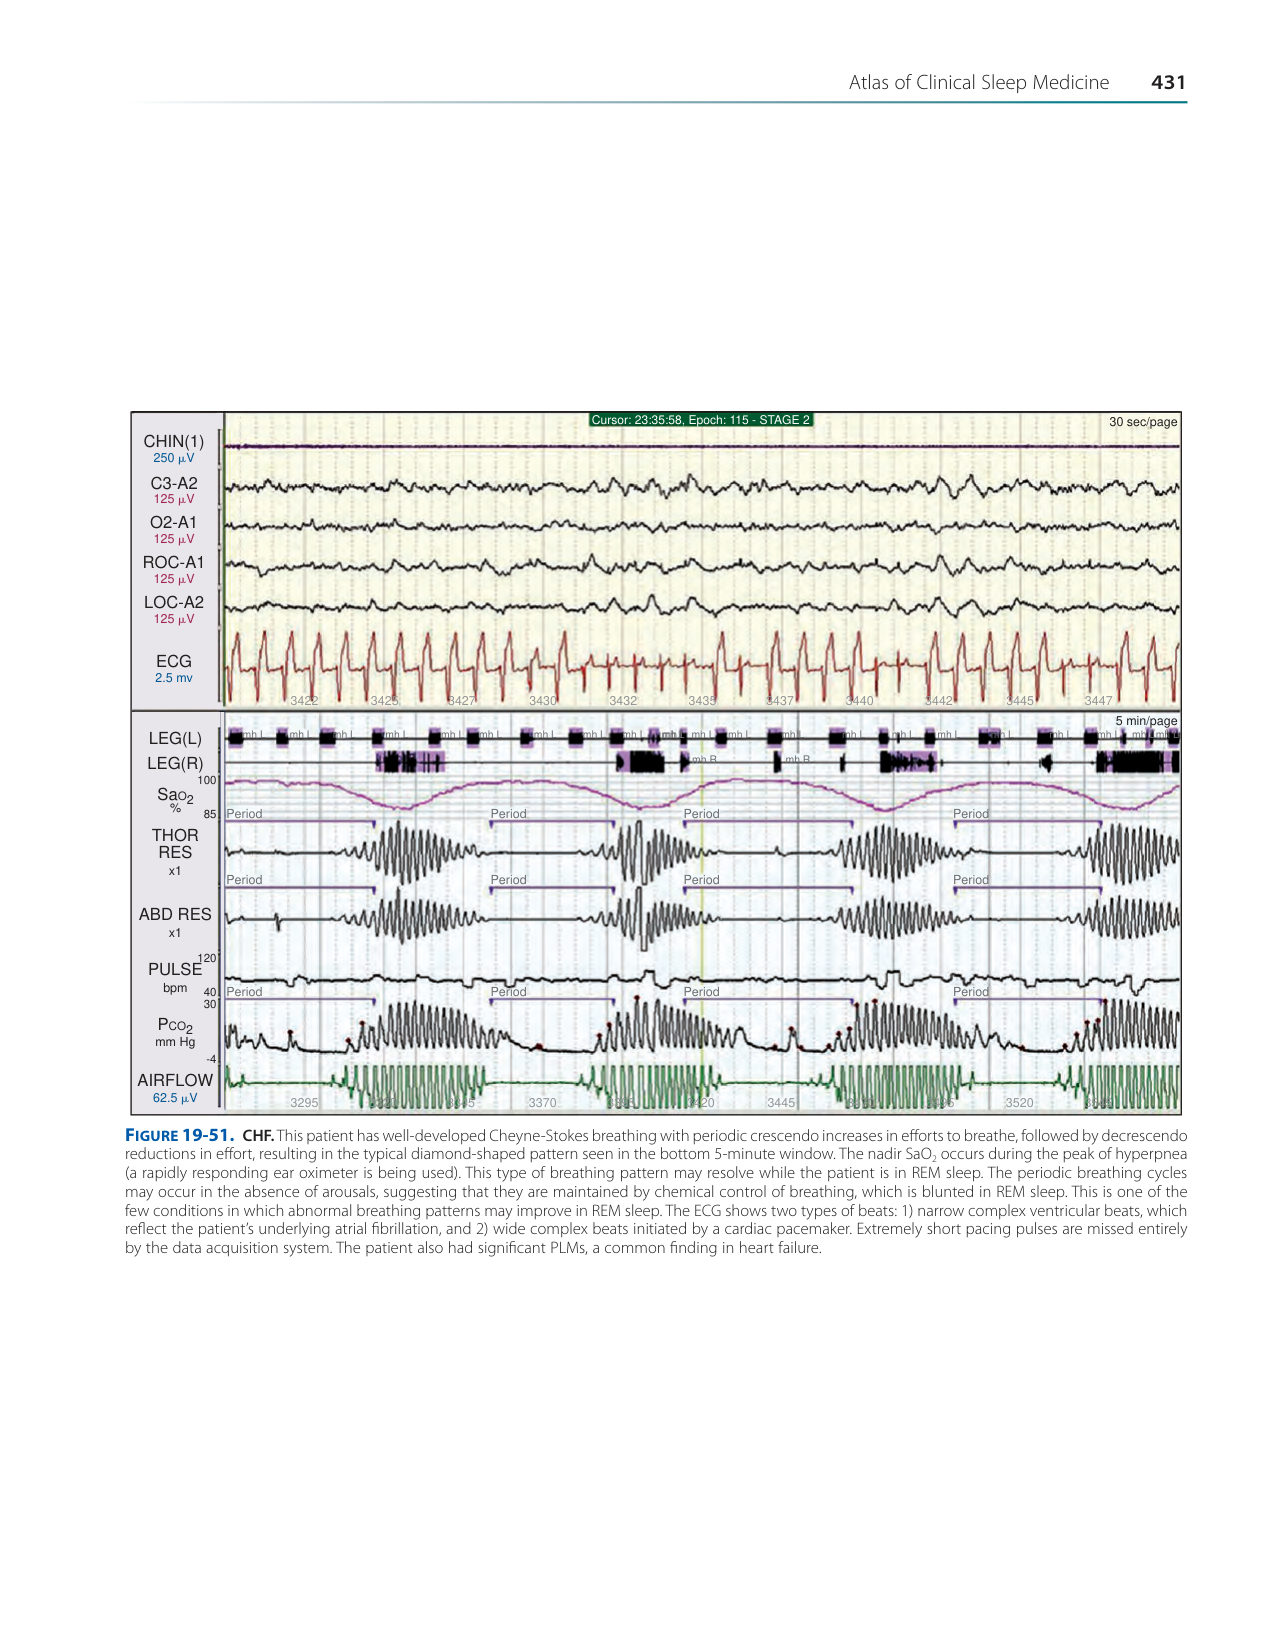 Atlas of Clinical Sleep Medicine 431
Cursor: 23:35:58, Epoch: 115 - STAGE 2
30 sec/page
CHIN(1)
250 µV
C3-A2
125 µV
O2-A1
125 µV
ROC-A1
125 µV
LOC-A2
125 µV
ECG
2.5 mv
3422 3425 3427 3430 3432 3435 3437 3440 3442 3445 3447
5 min/page
LEG(L)
LEG(R)
mh R mh R
100
SaO2
%
85
Period Period Period Period
THOR
RES
x1
Period Period Period Period
ABD RES
x1
120
PULSE
bpm
40
Period Period Period Period
30
PCO2
mm Hg
-4
AIRFLOW
62.5 µV
3295 3370 3420 3445 3495 3520
FIGURE 19-51. CHF. This patient has well-developed Cheyne-Stokes breathing with periodic crescendo increases in efforts to breathe, followed by decrescendo
reductions in effort, resulting in the typical diamond-shaped pattern seen in the bottom 5-minute window. The nadir SaO2 occurs during the peak of hyperpnea
(a rapidly responding ear oximeter is being used). This type of breathing pattern may resolve while the patient is in REM sleep. The periodic breathing cycles
may occur in the absence of arousals, suggesting that they are maintained by chemical control of breathing, which is blunted in REM sleep. This is one of the
few conditions in which abnormal breathing patterns may improve in REM sleep. The ECG shows two types of beats: 1) narrow complex ventricular beats, which
reflect the patient's underlying atrial fibrillation, and 2) wide complex beats initiated by a cardiac pacemaker. Extremely short pacing pulses are missed entirely
by the data acquisition system. The patient also had significant PLMs, a common finding in heart failure.